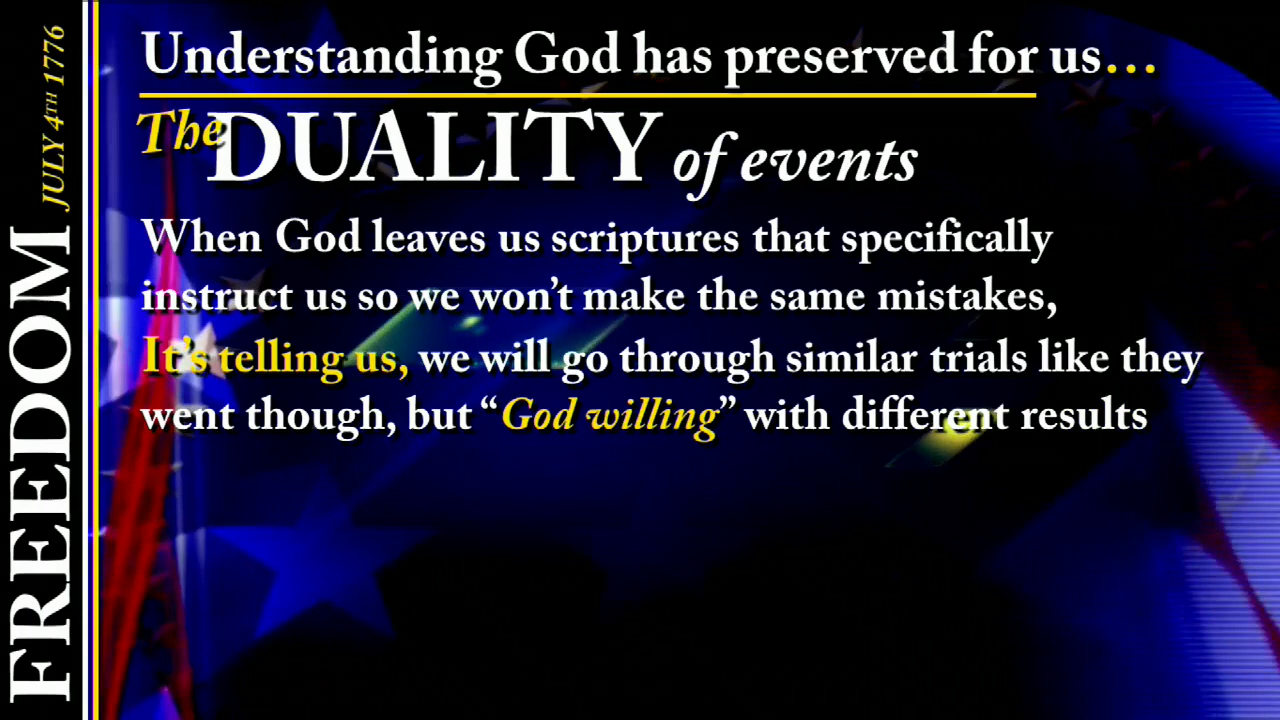 FREEDOM JULY 4TH 1776
Understanding God has preserved for us...
The DUALITY of events
When God leaves us scriptures that specifically
instruct us so we won't make the same mistakes,
It's telling us, we will go through similar trials like they
went though, but “God willing” with different results